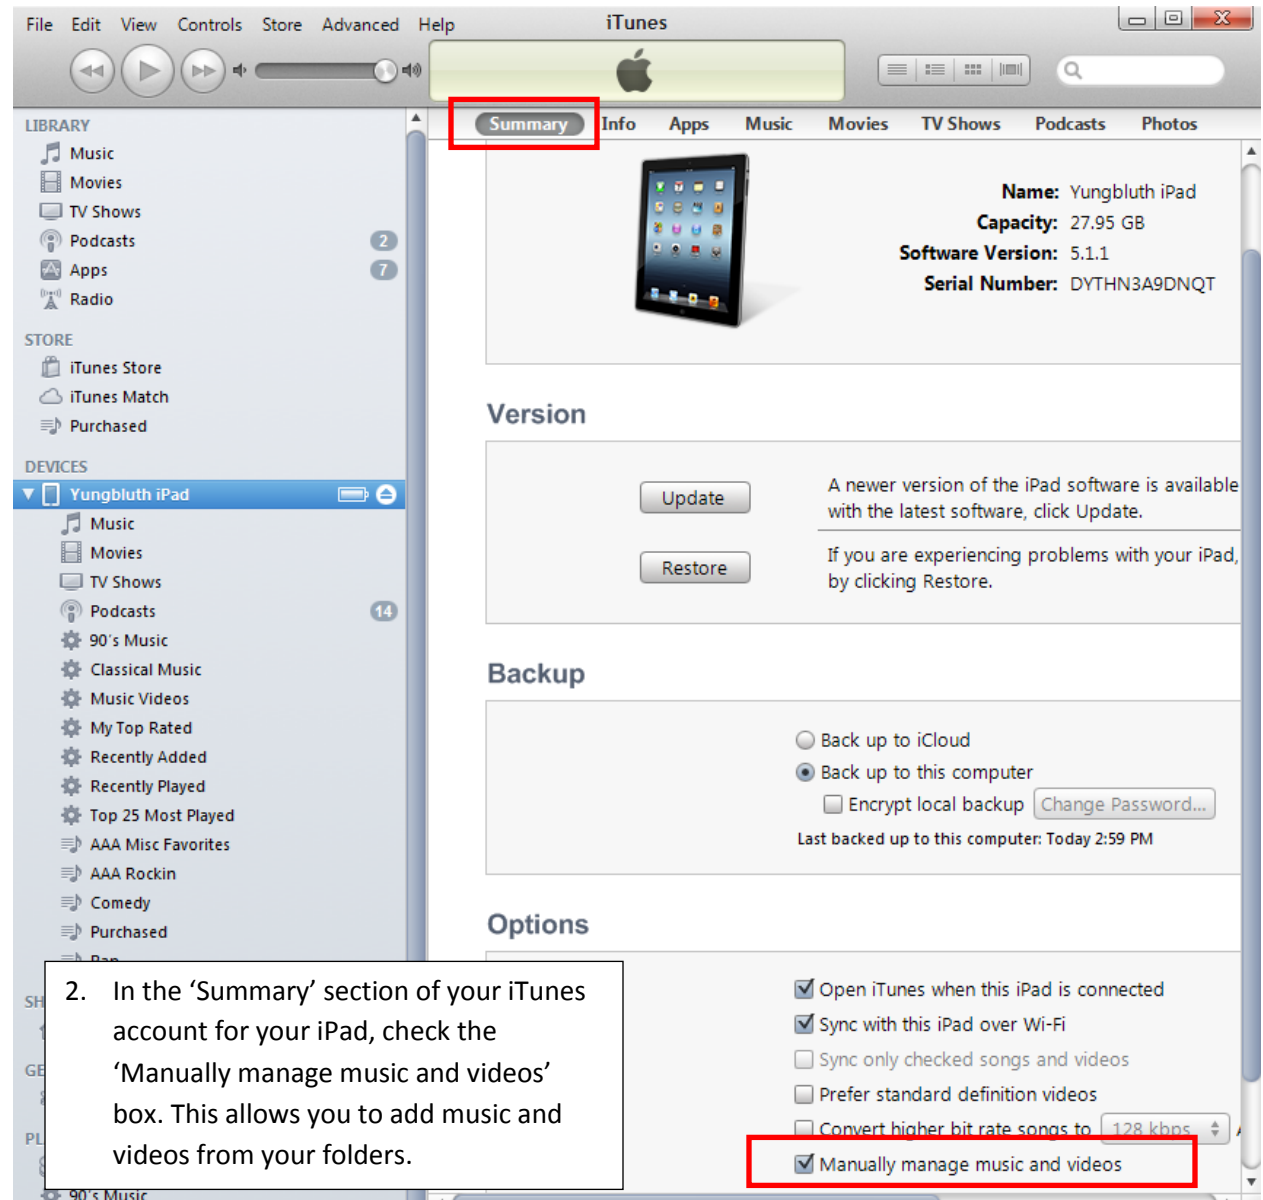 File Edit View Controls Store Advanced Help
iTunes
LIBRARY
Music
Movies
TV Shows
Podcasts 2
Apps 7
Radio
STORE
iTunes Store
iTunes Match
Purchased
DEVICES
Yungbluth iPad
Music
Movies
TV Shows
Podcasts 14
90's Music
Classical Music
Music Videos
My Top Rated
Recently Added
Recently Played
Top 25 Most Played
AAA Misc Favorites
AAA Rockin
Comedy
Purchased
SH
GE
PL
90's Music
Summary Info Apps Music Movies TV Shows Podcasts Photos
Name: Yungbluth iPad
Capacity: 27.95 GB
Software Version: 5.1.1
Serial Number: DYTHN3A9DNQT
Version
Update
A newer version of the iPad software is available
with the latest software, click Update.
Restore
If you are experiencing problems with your iPad,
by clicking Restore.
Backup
Back up to iCloud
Back up to this computer
Encrypt local backup Change Password...
Last backed up to this computer: Today 2:59 PM
Options
Open iTunes when this iPad is connected
Sync with this iPad over Wi-Fi
Sync only checked songs and videos
Prefer standard definition videos
Convert higher bit rate songs to 128 kbps
Manually manage music and videos
2. In the ‘Summary’ section of your iTunes
account for your iPad, check the
‘Manually manage music and videos’
box. This allows you to add music and
videos from your folders.